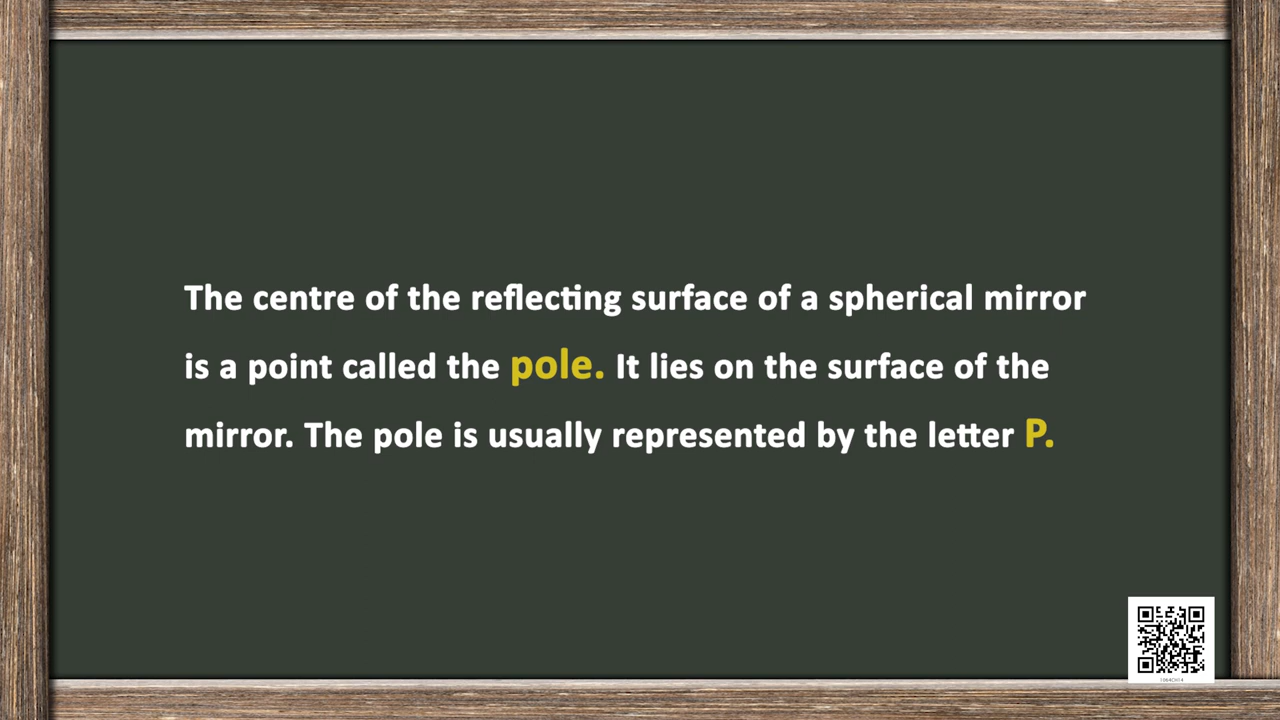 The centre of the reflecting surface of a spherical mirror
is a point called the pole. It lies on the surface of the
mirror. The pole is usually represented by the letter P.